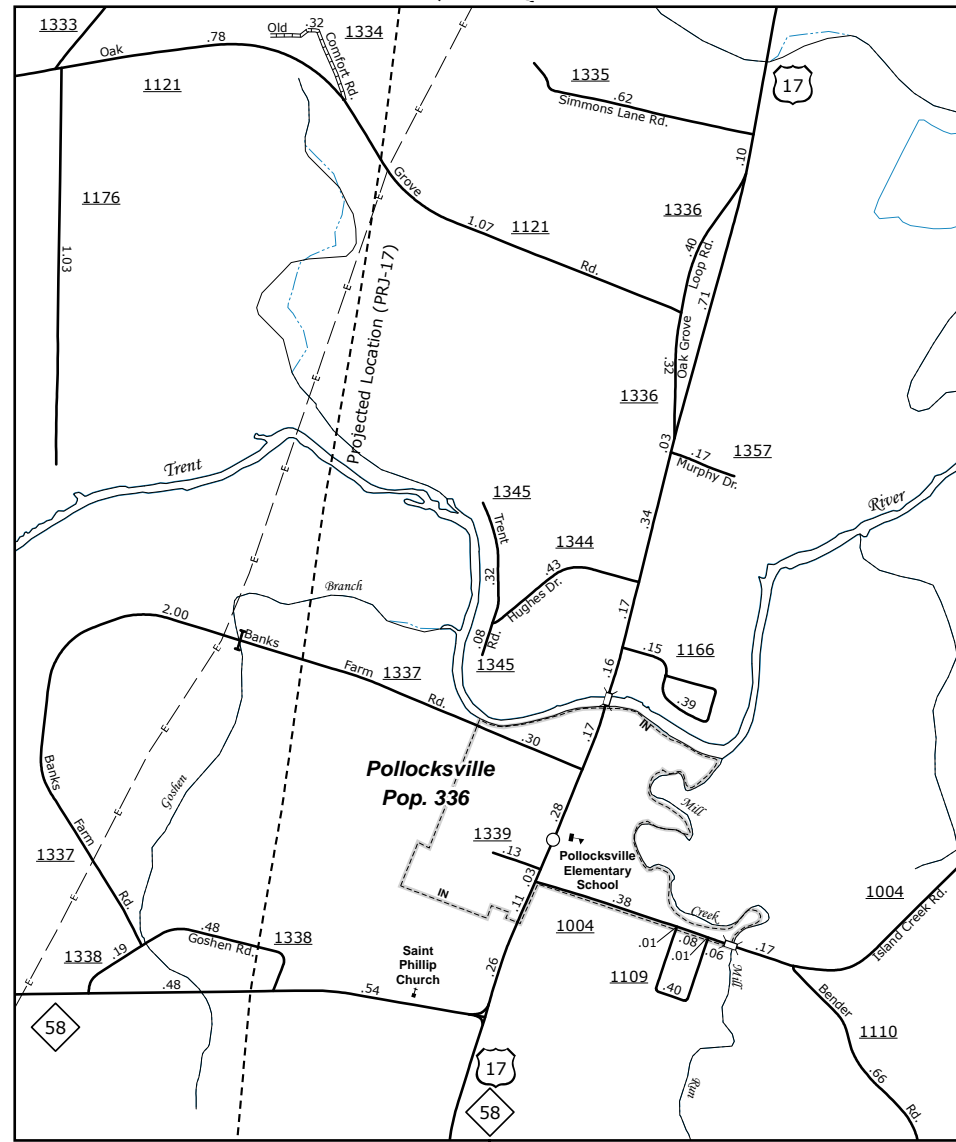 1333
Old
.32
1334
Comfort Rd.
Oak
.78
1121
E
1335
.62
Simmons Lane Rd.
17
.10
1176
1.03
Grove
1.07
1121
Rd.
1336
.40
Loop Rd.
.71
E
E
Projected Location (PRJ-17)
Oak Grove
.32
1336
E
.03
.17
1357
Murphy Dr.
Trent
E
1345
Trent
.32
1344
.43
Hughes Dr.
.34
River
E
Branch
.08
Rd.
1345
.17
.15
1166
.39
2.00
Banks
Farm
1337
Rd.
.30
.16
.17
IN
E
Pollocksville
Pop. 336
.28
Mill
Goshen
Banks
Farm
1337
Rd.
E
1339
.13
.03
Pollocksville
Elementary
School
IN
.11
.38
1004
Creek
.17
1004
Island Creek Rd.
.01
.08
.01
.06
1109
.40
.48
Goshen Rd.
1338
1338
.19
E
.48
.54
Saint
Phillip
Church
.26
Mill
Run
Bender
1110
.66
Rd.
58
17
58